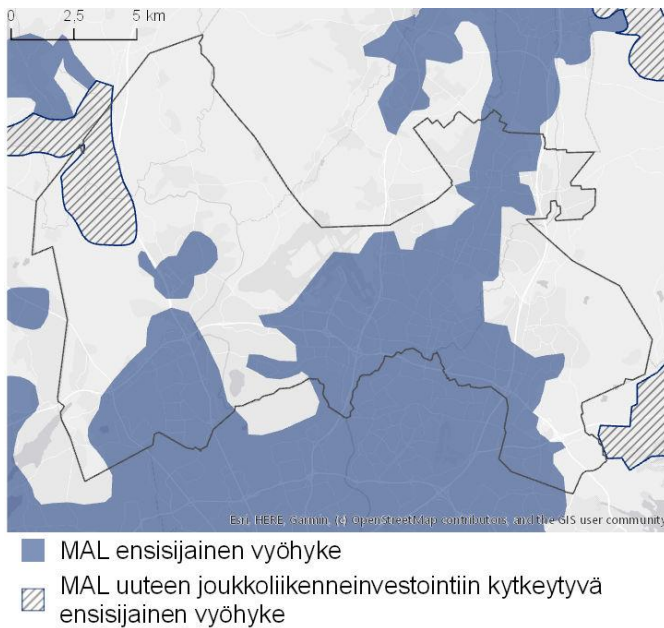 0 2,5 5 km
Esri, HERE, Garmin, (c) OpenStreetMap contributors, and the GIS user community
MAL ensisijainen vyöhyke
MAL uuteen joukkoliikenneinvestointiin kytkeytyvä
ensisijainen vyöhyke